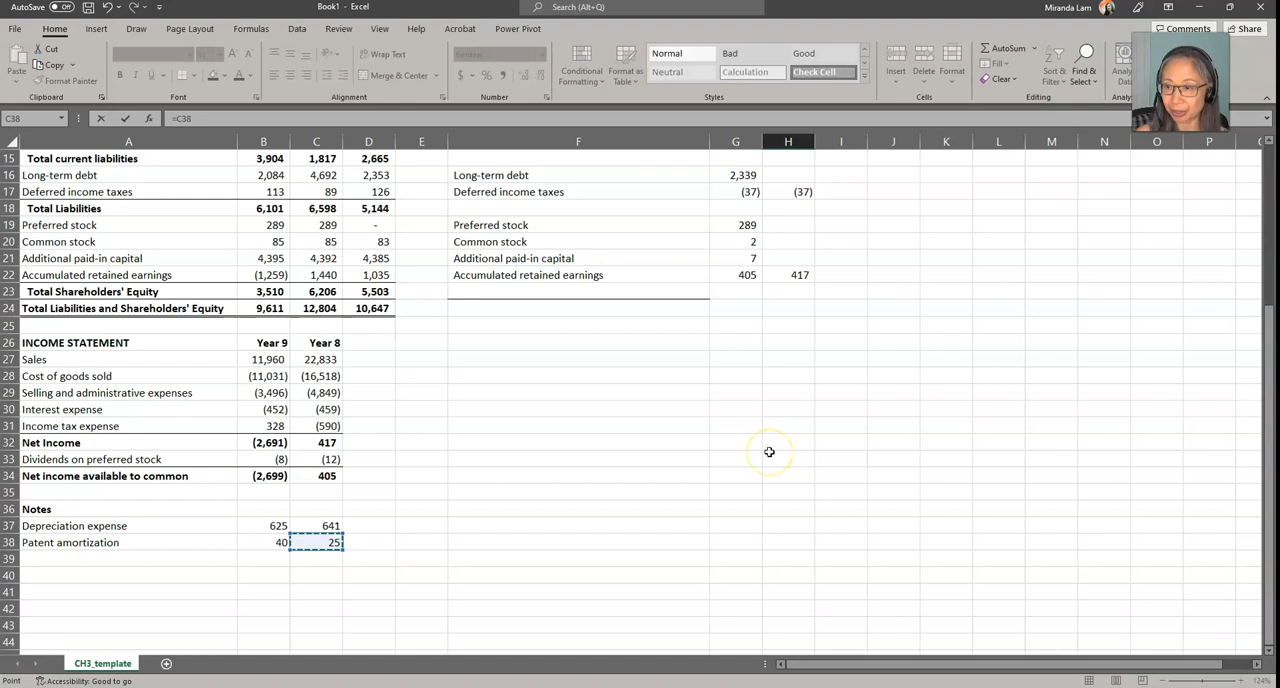 AutoSave Off Book1 - Excel Search (Alt+Q) Miranda Lam
File Home Insert Draw Page Layout Formulas Data Review View Help Acrobat Power Pivot Comments Share
Paste Cut Copy Format Painter Wrap Text Merge & Center Conditional Formatting Format as Table Normal Bad Good Neutral Calculation Check Cell Insert Delete Format AutoSum Fill Clear Sort & Filter Find & Select
Clipboard Font Alignment Number Styles Cells Editing
C38 =C38
A B C D E F G H I J K L M N O P
15 Total current liabilities 3,904 1,817 2,665
16 Long-term debt 2,084 4,692 2,353 Long-term debt 2,339
17 Deferred income taxes 113 89 126 Deferred income taxes (37) (37)
18 Total Liabilities 6,101 6,598 5,144
19 Preferred stock 289 289 - Preferred stock 289
20 Common stock 85 85 83 Common stock 2
21 Additional paid-in capital 4,395 4,392 4,385 Additional paid-in capital 7
22 Accumulated retained earnings (1,259) 1,440 1,035 Accumulated retained earnings 405 417
23 Total Shareholders' Equity 3,510 6,206 5,503
24 Total Liabilities and Shareholders' Equity 9,611 12,804 10,647
25
26 INCOME STATEMENT Year 9 Year 8
27 Sales 11,960 22,833
28 Cost of goods sold (11,031) (16,518)
29 Selling and administrative expenses (3,496) (4,849)
30 Interest expense (452) (459)
31 Income tax expense 328 (590)
32 Net Income (2,691) 417
33 Dividends on preferred stock (8) (12)
34 Net income available to common (2,699) 405
35
36 Notes
37 Depreciation expense 625 641
38 Patent amortization 40 25
39
40
41
42
43
44
CH3_template
Point Accessibility: Good to go 124%